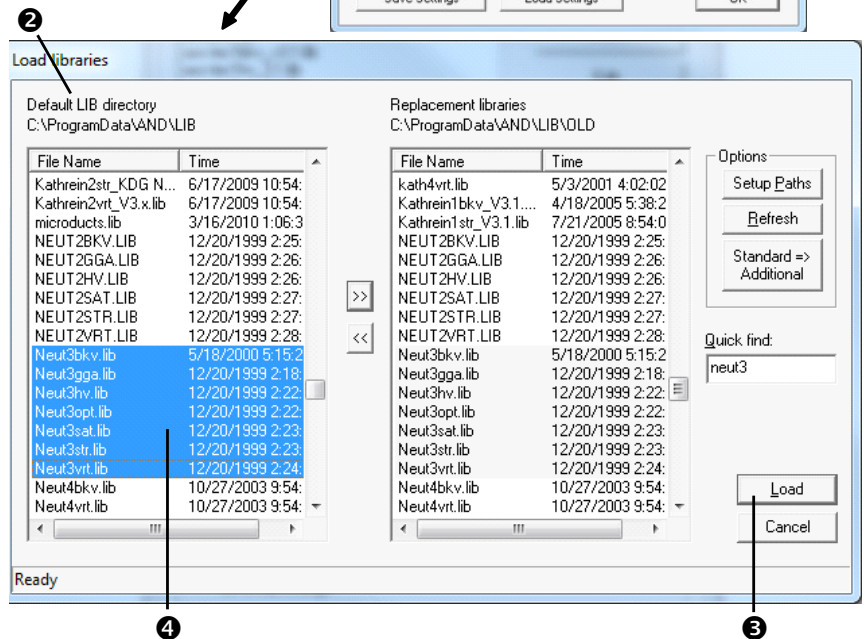 Save Settings Load Settings OK
❷
Load libraries
Default LIB directory
C:\ProgramData\AND\LIB
File Name Time
Kathrein2str_KDG N... 6/17/2009 10:54:
Kathrein2vrt_V3.x.lib 6/17/2009 10:54:
microducts.lib 3/16/2010 1:06:3
NEUT2BKV.LIB 12/20/1999 2:25:
NEUT2GGA.LIB 12/20/1999 2:26:
NEUT2HV.LIB 12/20/1999 2:26:
NEUT2SAT.LIB 12/20/1999 2:27:
NEUT2STR.LIB 12/20/1999 2:27:
NEUT2VRT.LIB 12/20/1999 2:28:
Neut3bkv.lib 5/18/2000 5:15:2
Neut3gga.lib 12/20/1999 2:18:
Neut3hv.lib 12/20/1999 2:22:
Neut3opt.lib 12/20/1999 2:22:
Neut3sat.lib 12/20/1999 2:23:
Neut3str.lib 12/20/1999 2:23:
Neut3vrt.lib 12/20/1999 2:24:
Neut4bkv.lib 10/27/2003 9:54:
Neut4vrt.lib 10/27/2003 9:54:
>>
<<
Replacement libraries
C:\ProgramData\AND\LIB\OLD
File Name Time
kath4vrt.lib 5/3/2001 4:02:02
Kathrein1bkv_V3.1.... 4/18/2005 5:38:2
Kathrein1str_V3.1.lib 7/21/2005 8:54:0
NEUT2BKV.LIB 12/20/1999 2:25:
NEUT2GGA.LIB 12/20/1999 2:26:
NEUT2HV.LIB 12/20/1999 2:26:
NEUT2SAT.LIB 12/20/1999 2:27:
NEUT2STR.LIB 12/20/1999 2:27:
NEUT2VRT.LIB 12/20/1999 2:28:
Neut3bkv.lib 5/18/2000 5:15:2
Neut3gga.lib 12/20/1999 2:18:
Neut3hv.lib 12/20/1999 2:22:
Neut3opt.lib 12/20/1999 2:22:
Neut3sat.lib 12/20/1999 2:23:
Neut3str.lib 12/20/1999 2:23:
Neut3vrt.lib 12/20/1999 2:24:
Neut4bkv.lib 10/27/2003 9:54:
Neut4vrt.lib 10/27/2003 9:54:
Options
Setup Paths
Refresh
Standard =>
Additional
Quick find:
neut3
Load
Cancel
Ready
❹ ❸